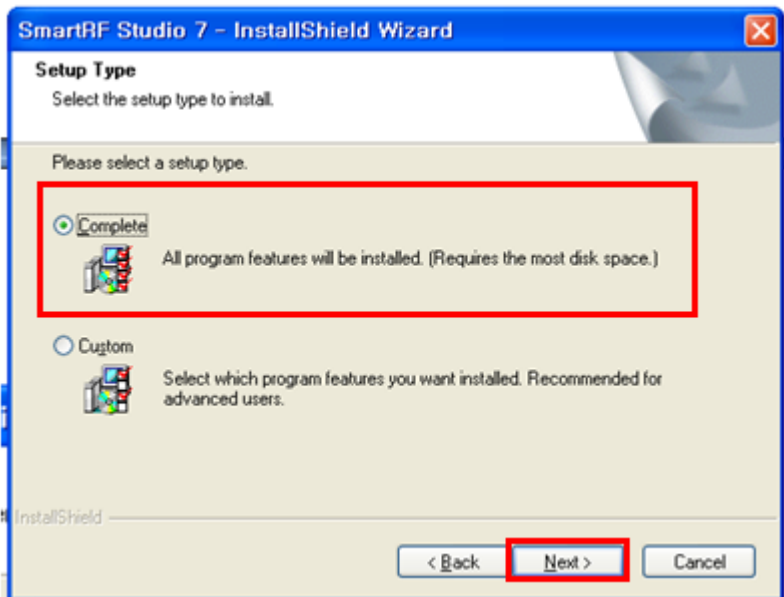 SmartRF Studio 7 - InstallShield Wizard
Setup Type
Select the setup type to install.
Please select a setup type.
Complete
All program features will be installed. (Requires the most disk space.)
Custom
Select which program features you want installed. Recommended for
advanced users.
InstallShield
< Back
Next >
Cancel